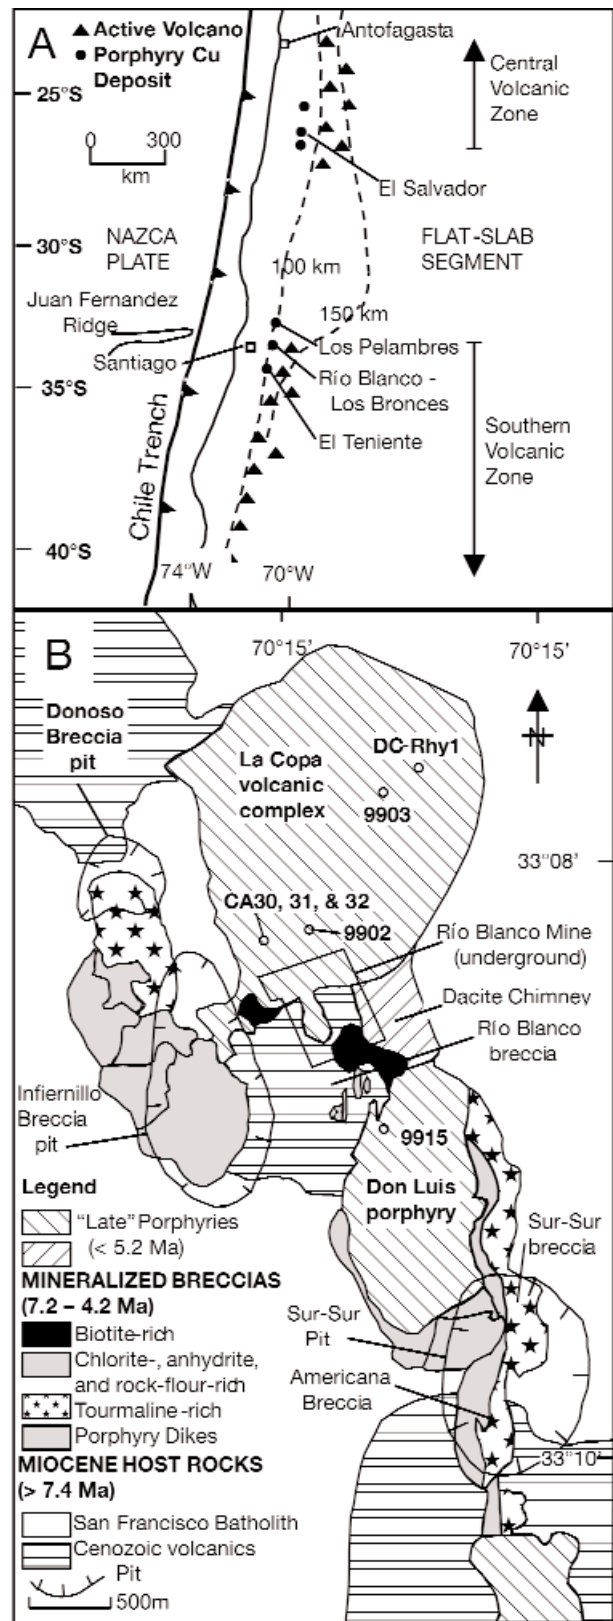 A
▲ Active Volcano
● Porphyry Cu
Deposit
Antofagasta
25°S
0 300
km
Central
Volcanic
Zone
El Salvador
30°S
NAZCA
PLATE
FLAT-SLAB
SEGMENT
100 km
150 km
Juan Fernandez
Ridge
Los Pelambres
Santiago
Río Blanco -
Los Bronces
35°S
El Teniente
Southern
Volcanic
Zone
Chile Trench
40°S
74°W
70°W
B
70°15'
70°15'
Donoso
Breccia
pit
N
La Copa
volcanic
complex
DC-Rhy1
9903
33°08'
CA30, 31, & 32
9902
Río Blanco Mine
(underground)
Dacite Chimney
Río Blanco
breccia
Infiernillo
Breccia
pit
9915
Don Luis
porphyry
Sur-Sur
breccia
Sur-Sur
Pit
Americana
Breccia
33°10'
Legend
"Late" Porphyries
(< 5.2 Ma)
MINERALIZED BRECCIAS
(7.2 – 4.2 Ma)
Biotite-rich
Chlorite-, anhydrite,
and rock-flour-rich
Tourmaline-rich
Porphyry Dikes
MIOCENE HOST ROCKS
(> 7.4 Ma)
San Francisco Batholith
Cenozoic volcanics
Pit
500m